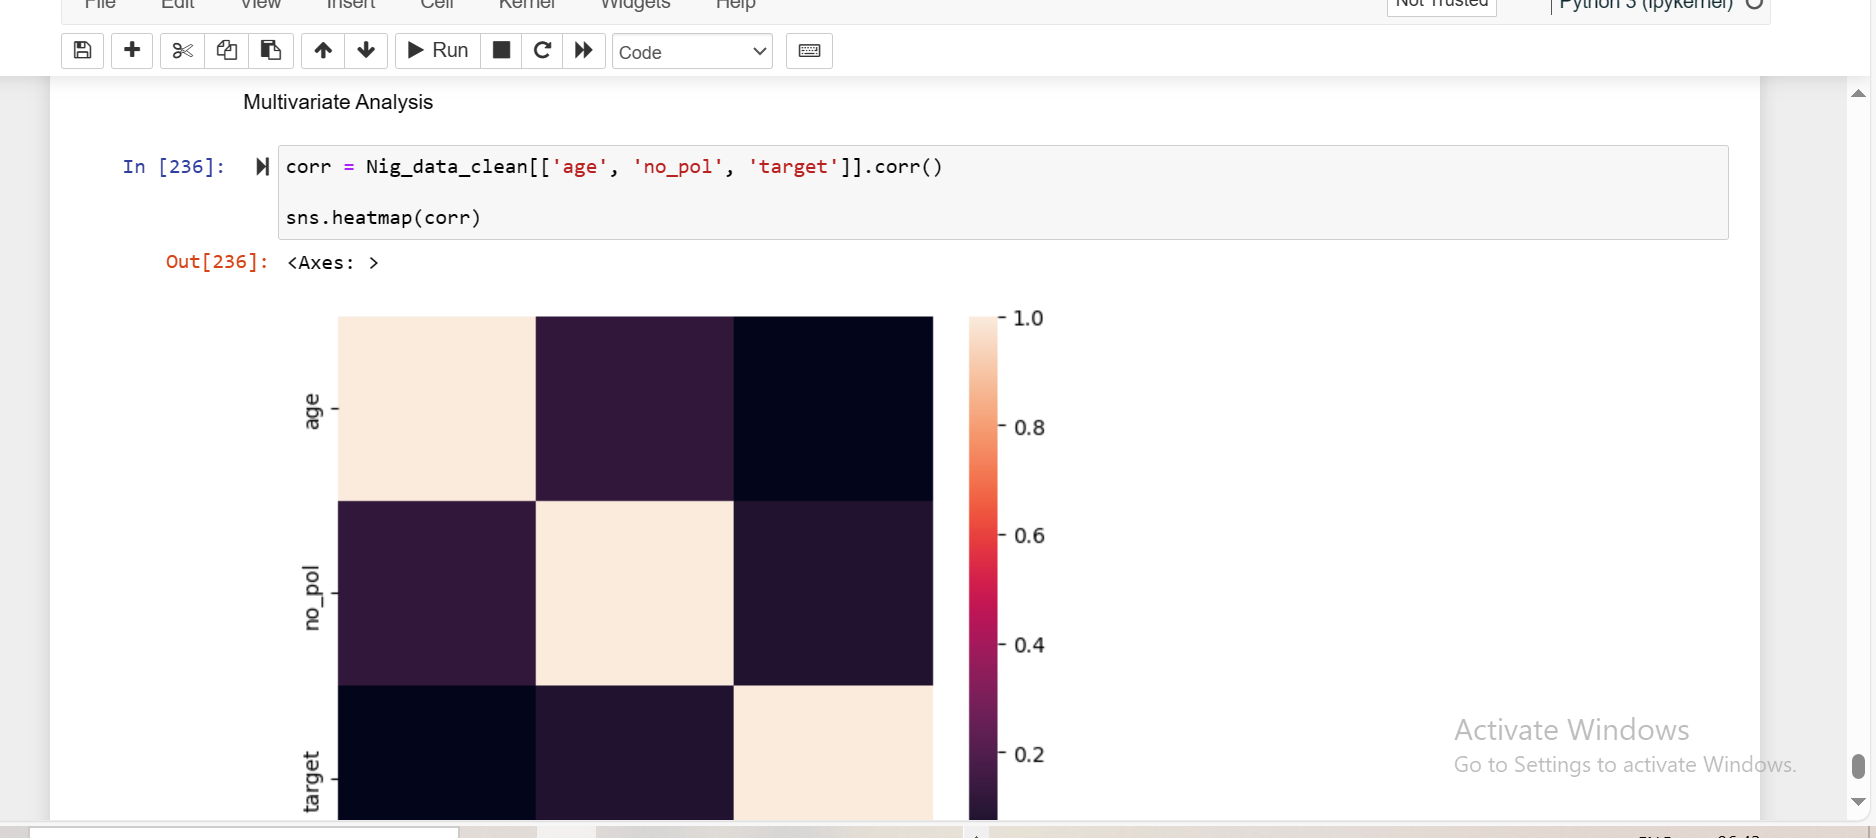 File Edit View Insert Cell Kernel Widgets Help Not Trusted Python 3 (ipykernel)
Run Code
Multivariate Analysis
In [236]: corr = Nig_data_clean[['age', 'no_pol', 'target']].corr()
sns.heatmap(corr)
Out[236]: <Axes: >
1.0
age
0.8
0.6
no_pol
0.4
Activate Windows
0.2
Go to Settings to activate Windows.
target